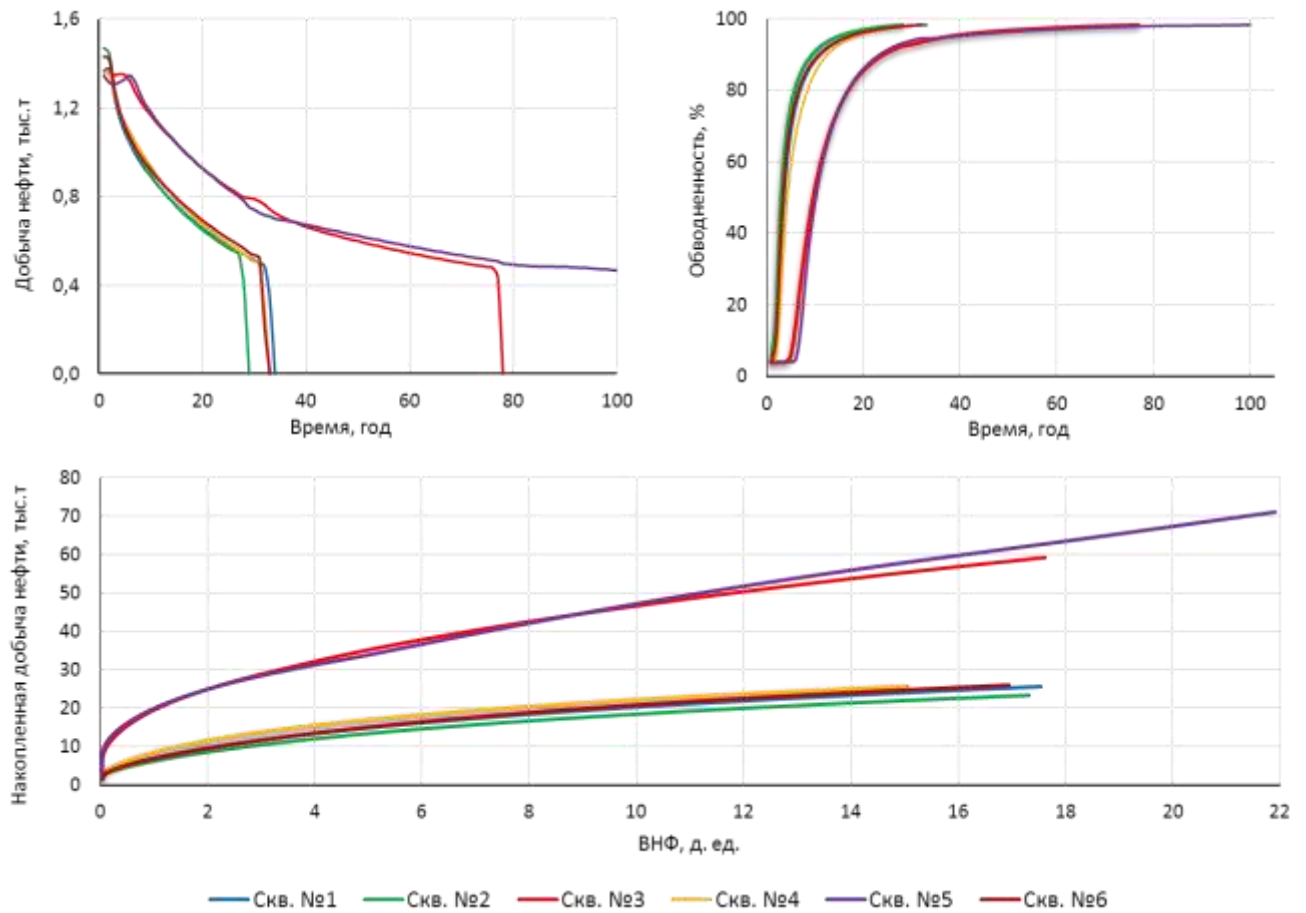 Добыча нефти, тыс.т
1,6
1,2
0,8
0,4
0,0
0 20 40 60 80 100
Время, год
Обводненность, %
100
80
60
40
20
0
0 20 40 60 80 100
Время, год
Накопленная добыча нефти, тыс.т
80
70
60
50
40
30
20
10
0
0 2 4 6 8 10 12 14 16 18 20 22
ВНФ, д. ед.
Скв. №1 Скв. №2 Скв. №3 Скв. №4 Скв. №5 Скв. №6